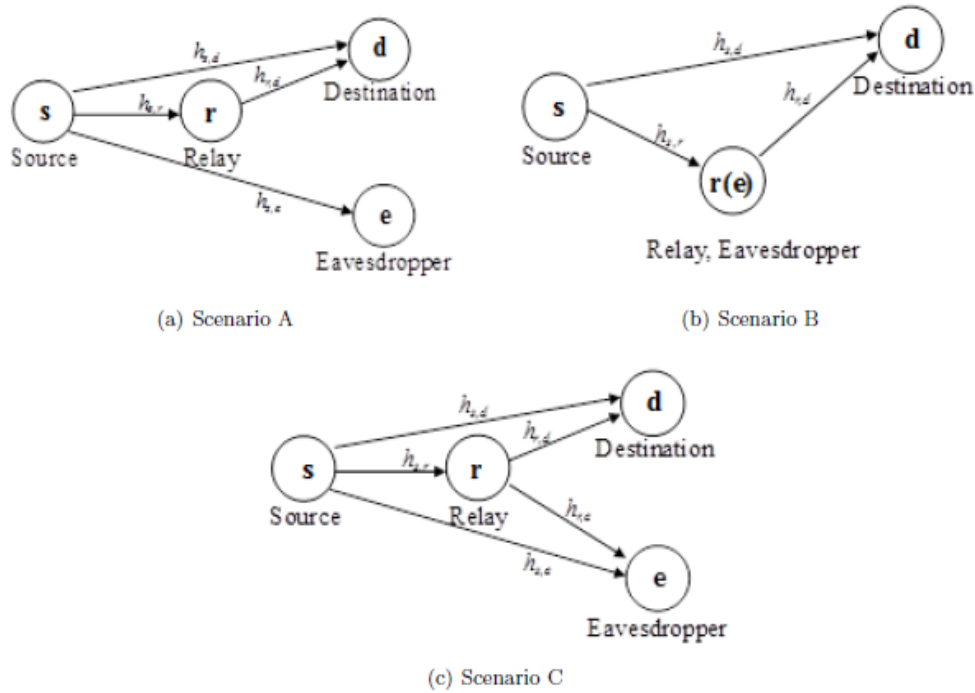 h_{s,d}
d
h_{r,d}
Destination
s
h_{s,r}
r
Source
Relay
h_{s,e}
e
Eavesdropper
(a) Scenario A
h_{s,d}
d
Destination
s
h_{r,d}
Source
h_{s,r}
r(e)
Relay, Eavesdropper
(b) Scenario B
h_{s,d}
d
h_{r,d}
Destination
s
h_{s,r}
r
Source
Relay
h_{r,e}
h_{s,e}
e
Eavesdropper
(c) Scenario C